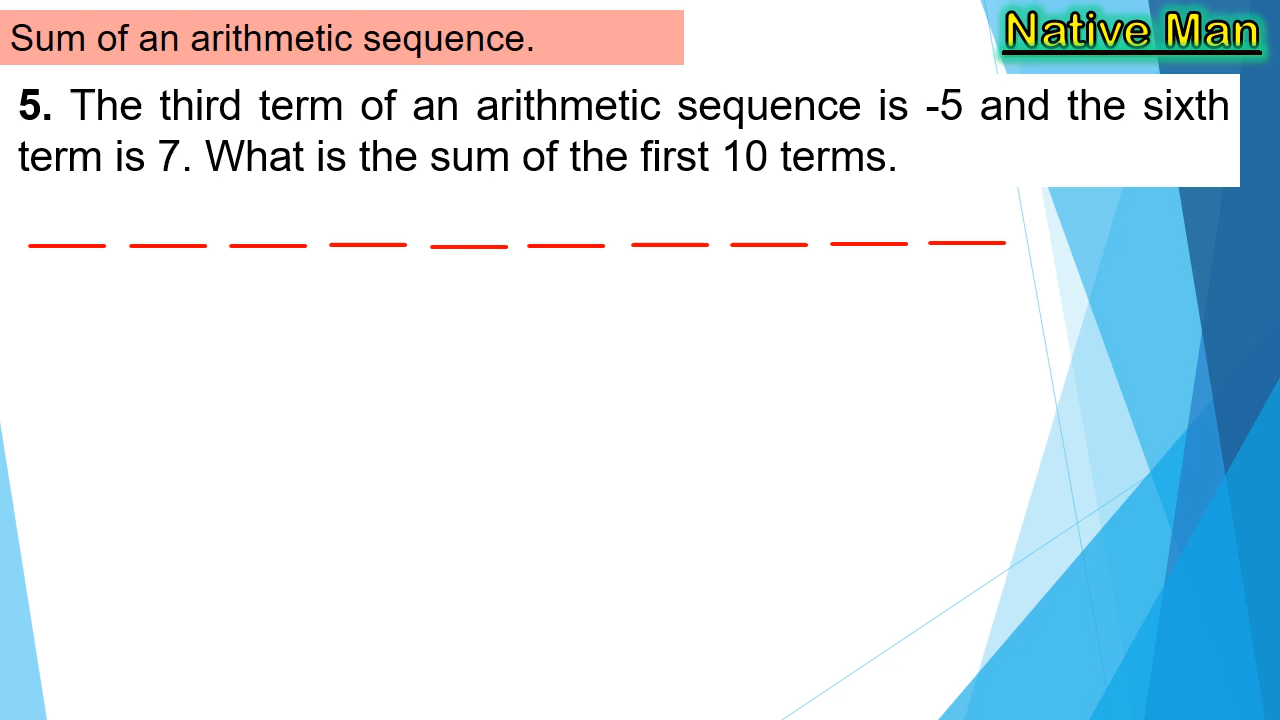 Sum of an arithmetic sequence.
Native Man
5. The third term of an arithmetic sequence is -5 and the sixth
term is 7. What is the sum of the first 10 terms.